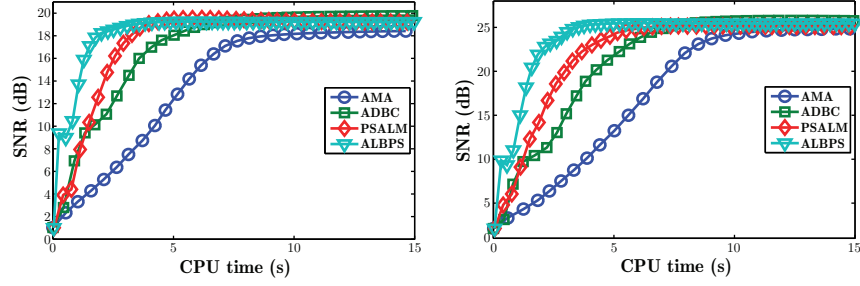 20
18
16
14
12
10
8
6
4
2
0
SNR (dB)
0
5
10
15
CPU time (s)
AMA
ADBC
PSALM
ALBPS
25
20
15
10
5
0
SNR (dB)
0
5
10
15
CPU time (s)
AMA
ADBC
PSALM
ALBPS